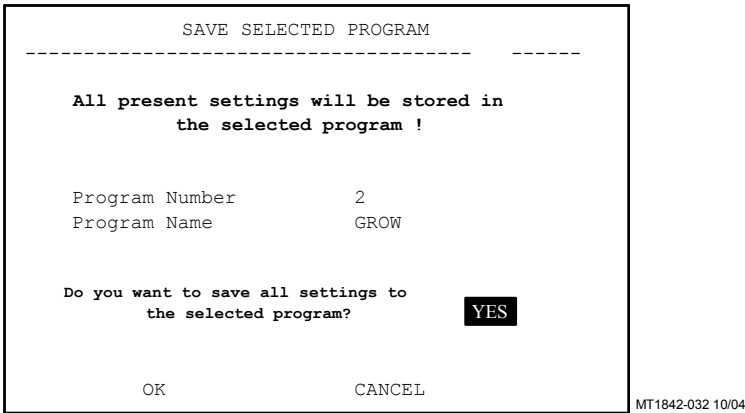 SAVE SELECTED PROGRAM
-------------------------------------- ------
All present settings will be stored in
the selected program !
Program Number 2
Program Name GROW
Do you want to save all settings to
the selected program? YES
OK CANCEL
MT1842-032 10/04